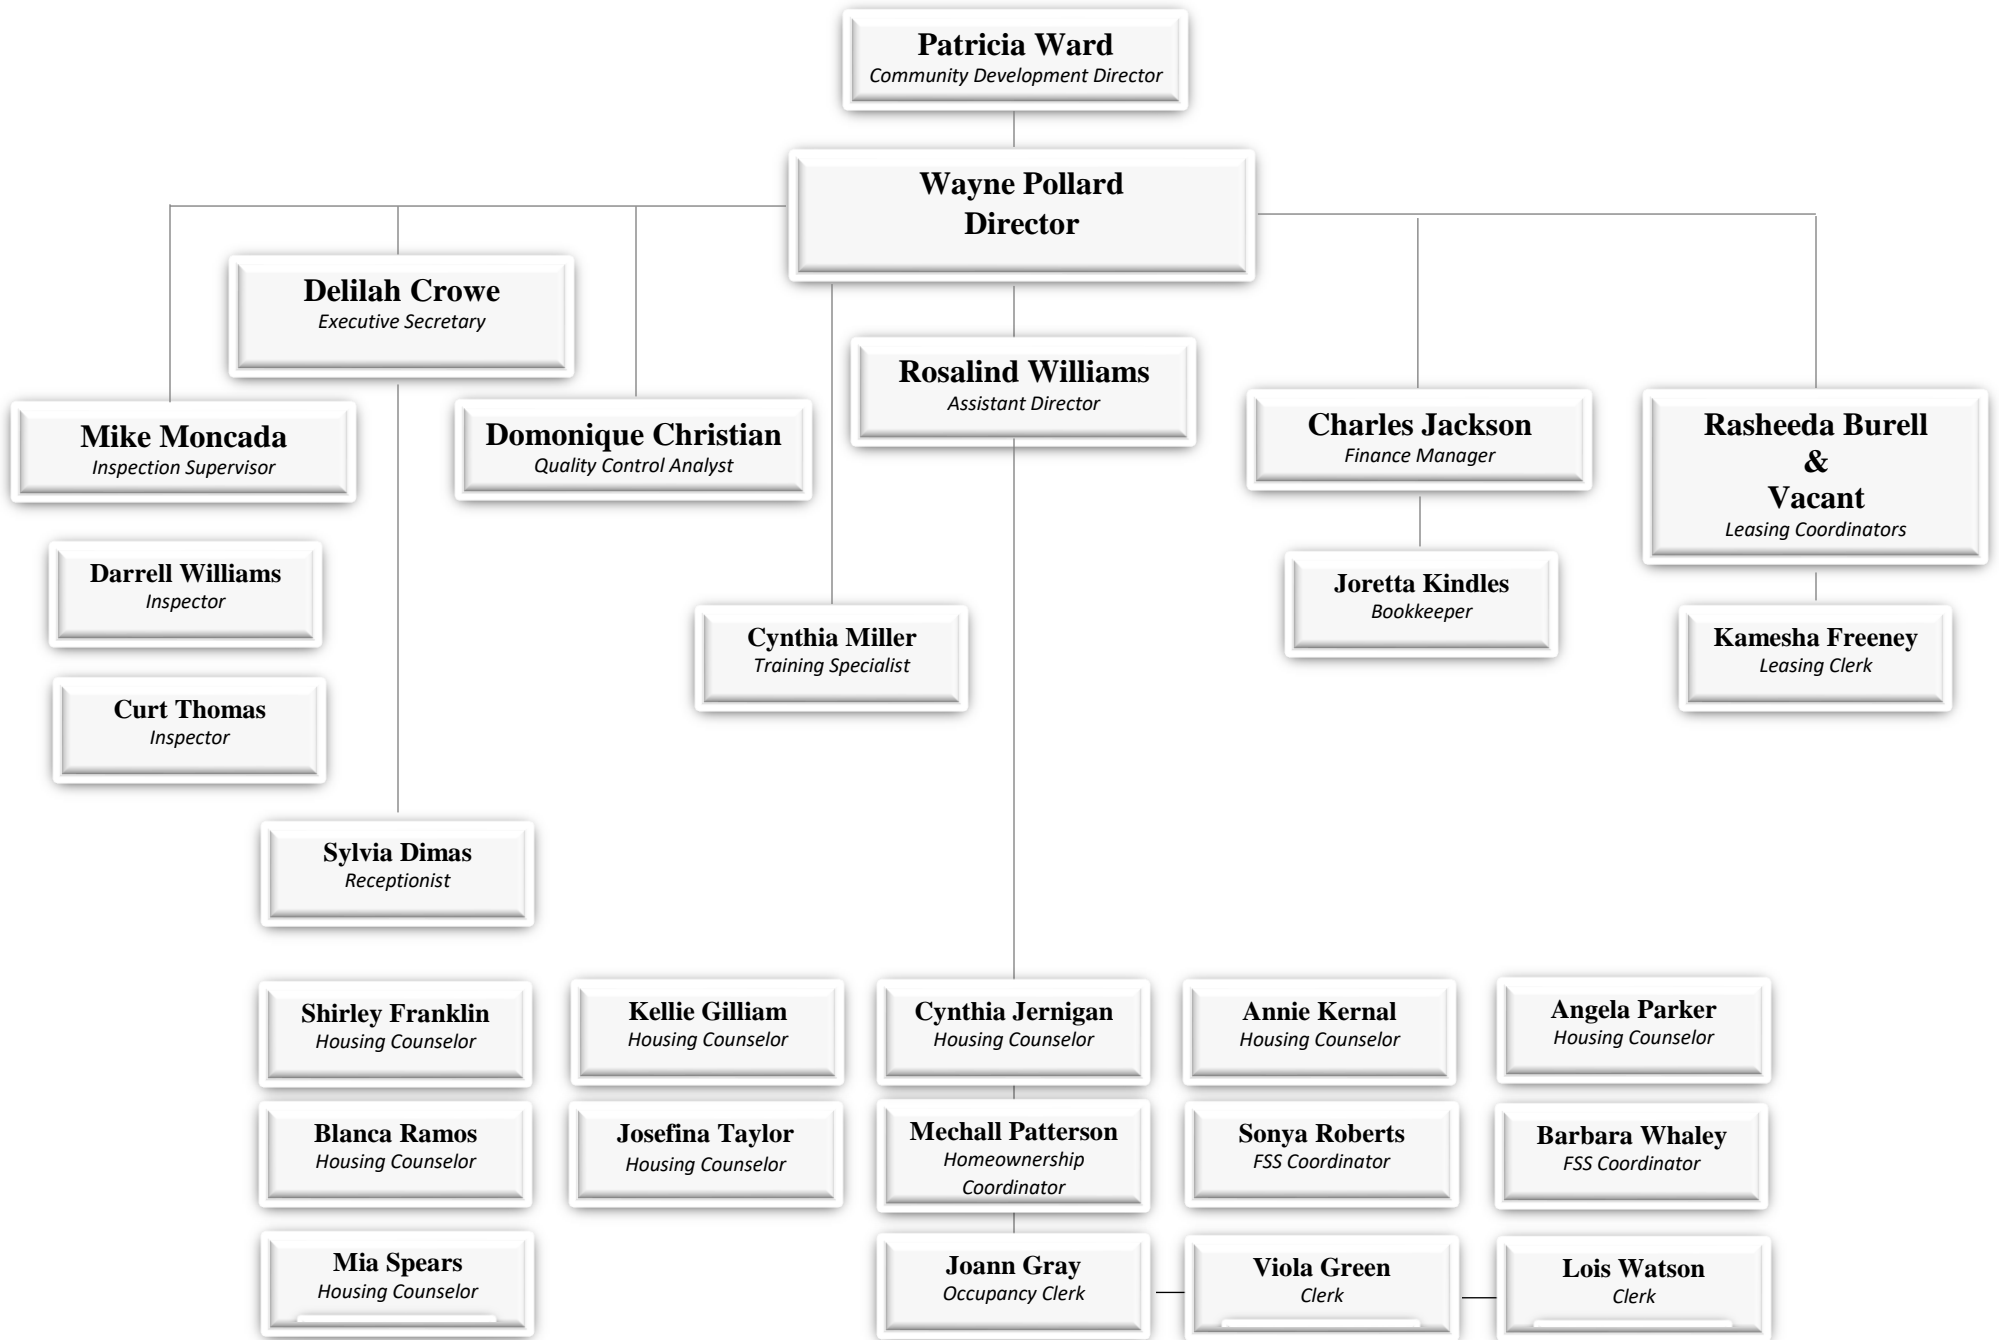 Patricia Ward
Community Development Director
Wayne Pollard
Director
Delilah Crowe
Executive Secretary
Rosalind Williams
Assistant Director
Mike Moncada
Inspection Supervisor
Domonique Christian
Quality Control Analyst
Charles Jackson
Finance Manager
Rasheeda Burell
&
Vacant
Leasing Coordinators
Darrell Williams
Inspector
Joretta Kindles
Bookkeeper
Cynthia Miller
Training Specialist
Kamesha Freeney
Leasing Clerk
Curt Thomas
Inspector
Sylvia Dimas
Receptionist
Shirley Franklin
Housing Counselor
Kellie Gilliam
Housing Counselor
Cynthia Jernigan
Housing Counselor
Annie Kernal
Housing Counselor
Angela Parker
Housing Counselor
Blanca Ramos
Housing Counselor
Josefina Taylor
Housing Counselor
Mechall Patterson
Homeownership
Coordinator
Sonya Roberts
FSS Coordinator
Barbara Whaley
FSS Coordinator
Mia Spears
Housing Counselor
Joann Gray
Occupancy Clerk
Viola Green
Clerk
Lois Watson
Clerk